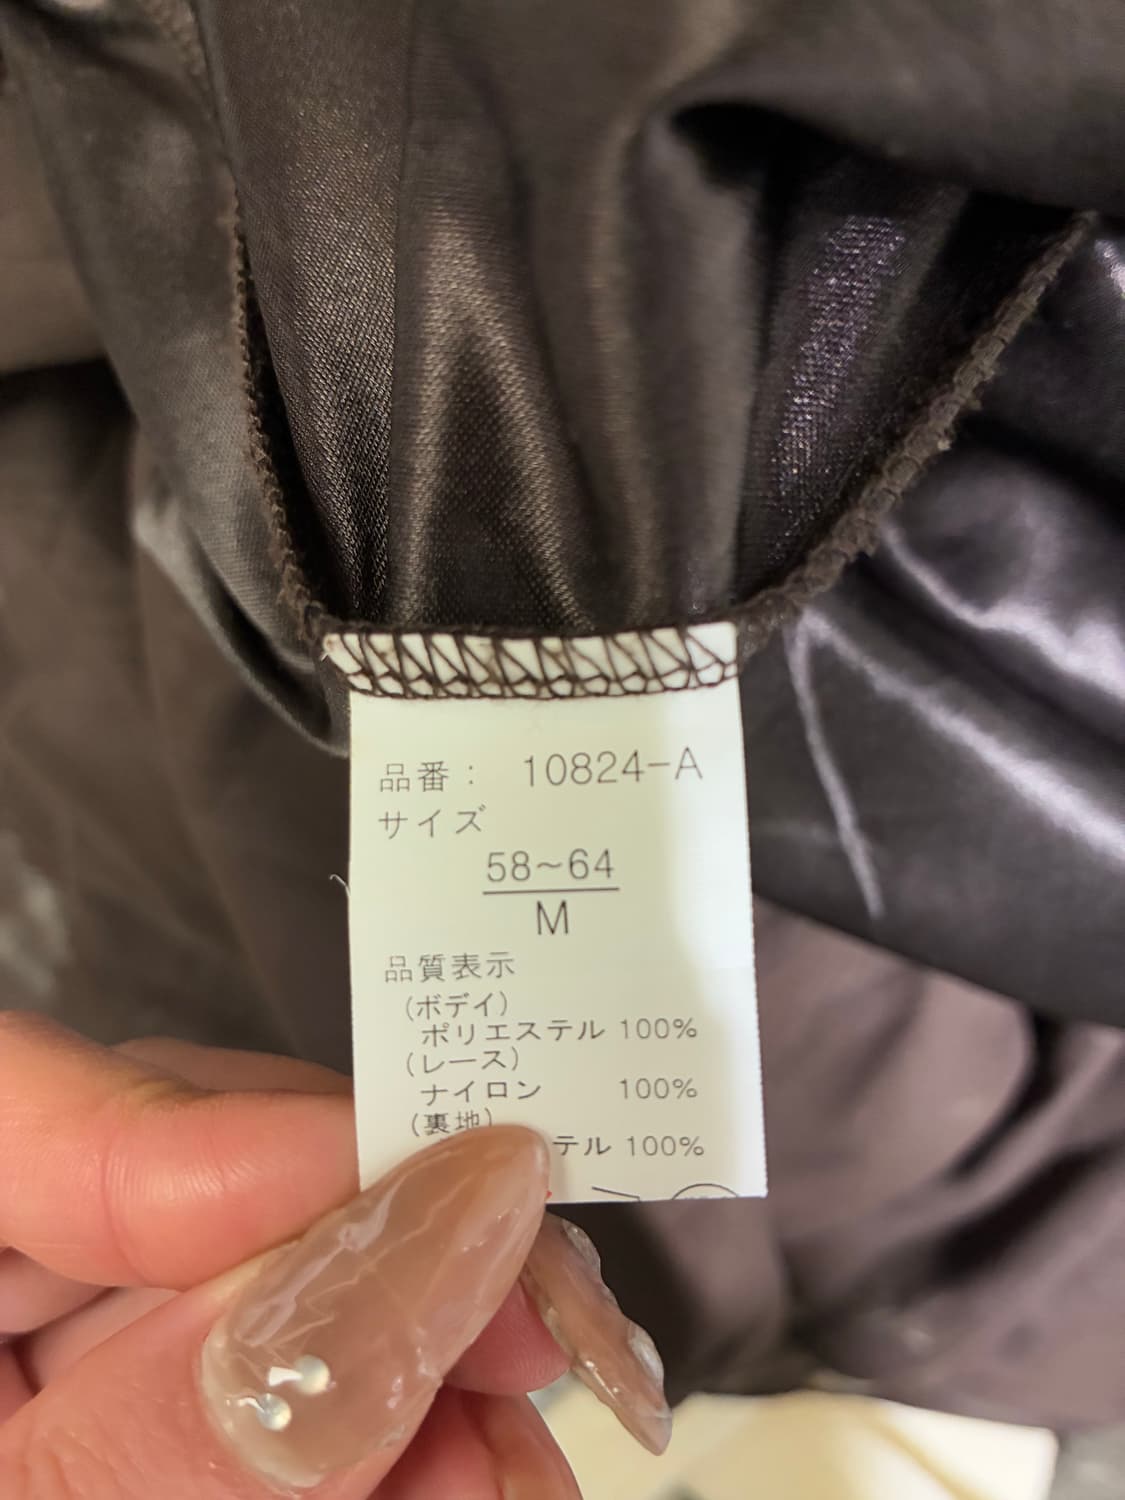 品番： 10824-A
サイズ
58~64
M
品質表示
(ボディ)
ポリエステル 100%
(レース)
ナイロン 100%
(裏地)
テル 100%